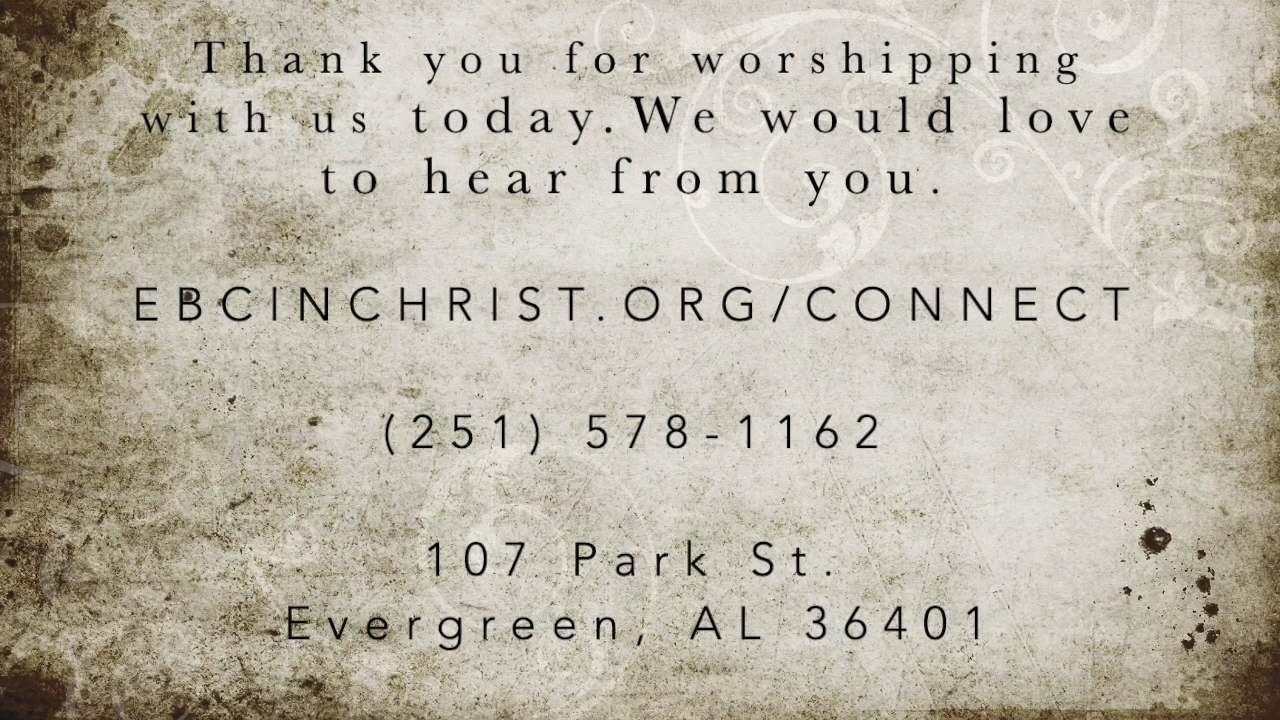 Thank you for worshipping
with us today.We would love
to hear from you.
EBCINCHRIST.ORG/CONNECT
(251) 578-1162
107 Park St.
Evergreen, AL 36401